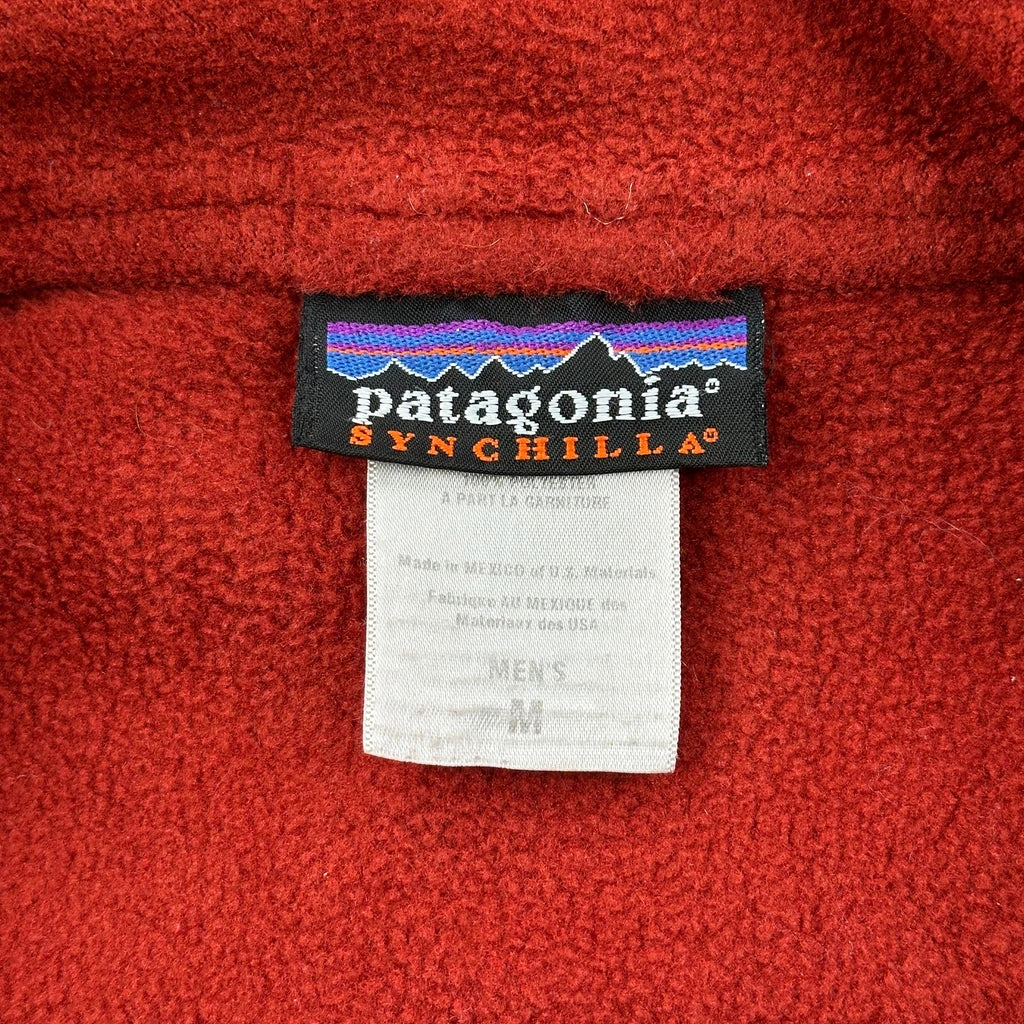 patagonia®
SYNCHILLA®
A PART LA GARNITURE
Made in MEXICO of U.S. Materials
Fabrique AU MEXIQUE des
Materiaux des USA
MEN'S
M